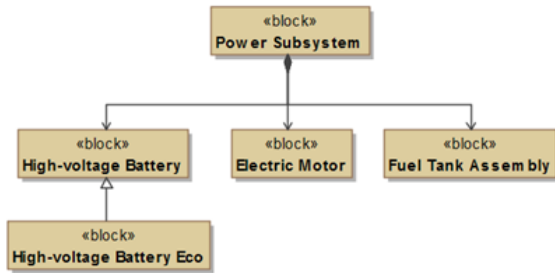 «block»
Power Subsystem
«block»
High-voltage Battery
«block»
Electric Motor
«block»
Fuel Tank Assembly
«block»
High-voltage Battery Eco